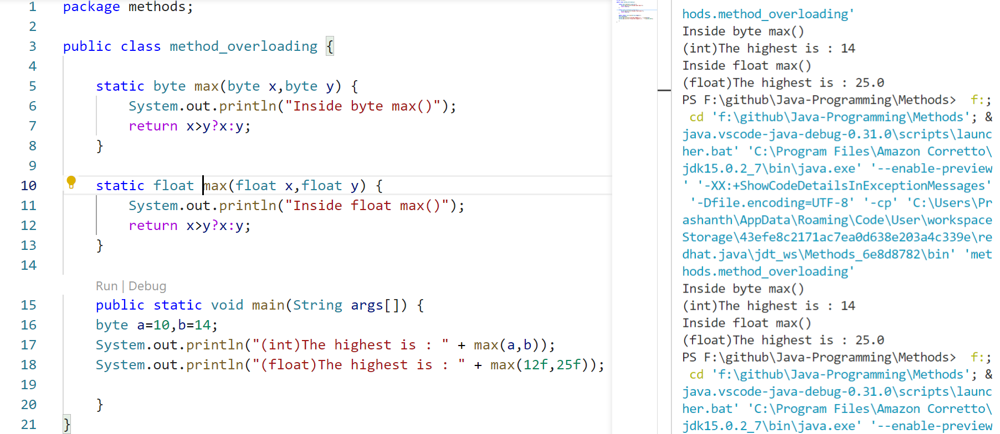 1 package methods;
2
3 public class method_overloading {
4
5 static byte max(byte x,byte y) {
6 System.out.println("Inside byte max()");
7 return x>y?x:y;
8 }
9
10 static float max(float x,float y) {
11 System.out.println("Inside float max()");
12 return x>y?x:y;
13 }
14
Run | Debug
15 public static void main(String args[]) {
16 byte a=10,b=14;
17 System.out.println("(int)The highest is : " + max(a,b));
18 System.out.println("(float)The highest is : " + max(12f,25f));
19
20 }
21 }
hods.method_overloading'
Inside byte max()
(int)The highest is : 14
Inside float max()
(float)The highest is : 25.0
PS F:\github\Java-Programming\Methods>  f:;
 cd 'f:\github\Java-Programming\Methods'; &
java.vscode-java-debug-0.31.0\scripts\launc
her.bat' 'C:\Program Files\Amazon Corretto\
jdk15.0.2_7\bin\java.exe' '--enable-preview
' '-XX:+ShowCodeDetailsInExceptionMessages'
 '-Dfile.encoding=UTF-8' '-cp' 'C:\Users\Pr
ashanth\AppData\Roaming\Code\User\workspace
Storage\43efe8c2171ac7ea0d638e203a4c339e\re
dhat.java\jdt_ws\Methods_6e8d8782\bin' 'met
hods.method_overloading'
Inside byte max()
(int)The highest is : 14
Inside float max()
(float)The highest is : 25.0
PS F:\github\Java-Programming\Methods>  f:;
 cd 'f:\github\Java-Programming\Methods'; &
java.vscode-java-debug-0.31.0\scripts\launc
her.bat' 'C:\Program Files\Amazon Corretto\
jdk15.0.2_7\bin\java.exe' '--enable-preview